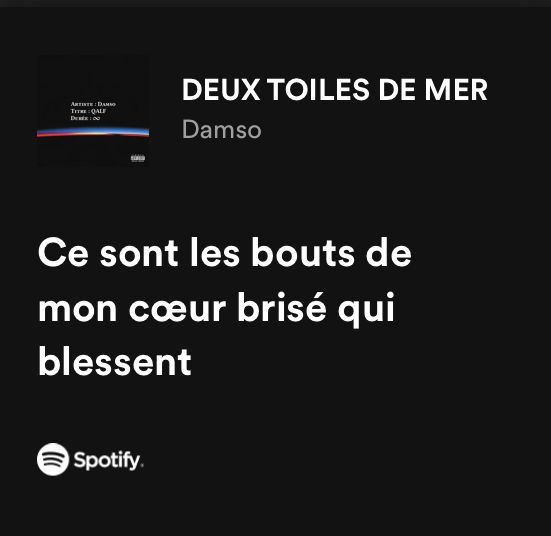 ARTISTE : DAMSO
TITRE : QALF
DURÉE : ∞
DEUX TOILES DE MER
Damso
Ce sont les bouts de
mon cœur brisé qui
blessent
Spotify